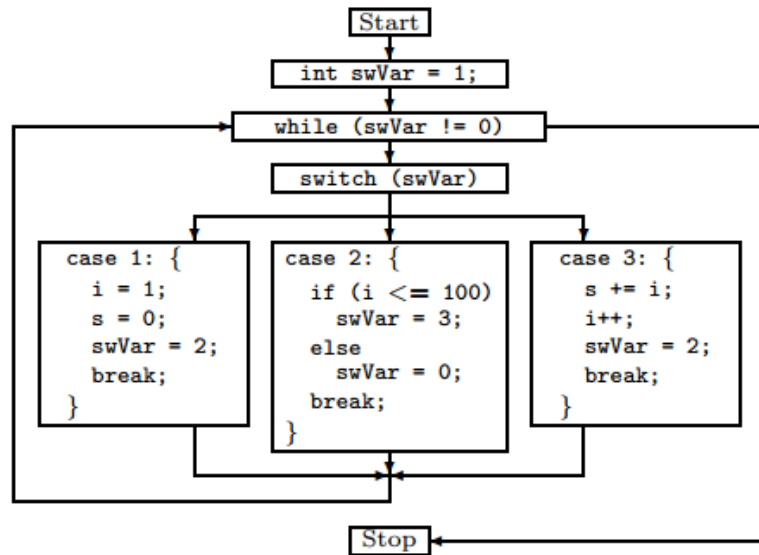 Start
int swVar = 1;
while (swVar != 0)
switch (swVar)
case 1: {
i = 1;
s = 0;
swVar = 2;
break;
}
case 2: {
if (i <= 100)
swVar = 3;
else
swVar = 0;
break;
}
case 3: {
s += i;
i++;
swVar = 2;
break;
}
Stop